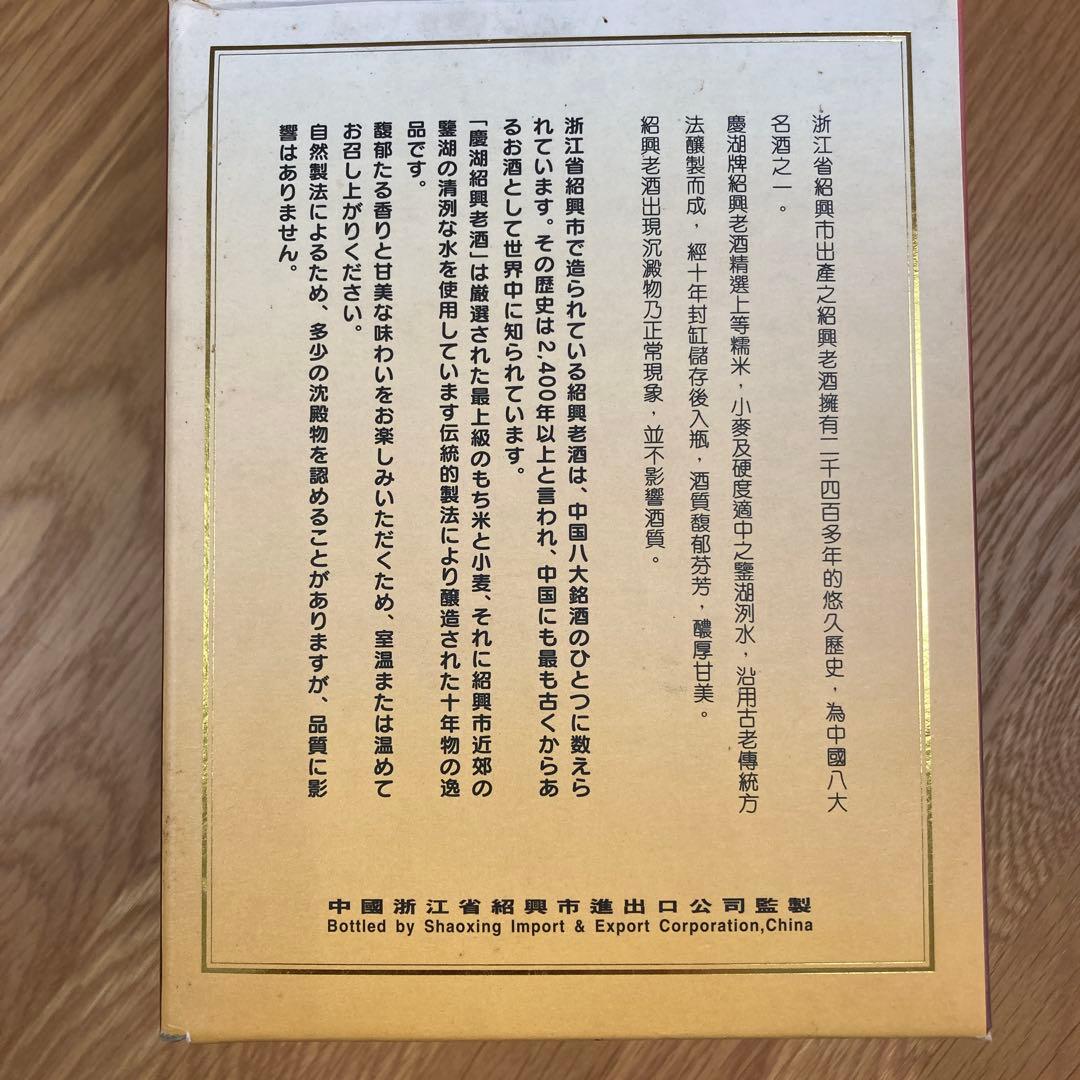 浙江省紹興市出產之紹興老酒擁有二千四百多年的悠久歷史，為中國八大
名酒之一。
慶湖牌紹興老酒精選上等糯米，小麥及硬度適中之鑒湖洌水，沿用古老傳統方
法釀製而成，經十年封缸儲存後入瓶，酒質馥郁芬芳，醲厚甘美。
紹興老酒出現沉澱物乃正常現象，並不影響酒質。
浙江省紹興市で造られている紹興老酒は、中国八大銘酒のひとつに数えら
れています。その歴史は2,400年以上と言われ、中国にも最も古くからあ
るお酒として世界中に知られています。
「慶湖紹興老酒」は厳選された最上級のもち米と小麦、それに紹興市近郊の
鑒湖の清洌な水を使用しています伝統的製法により醸造された十年物の逸
品です。
馥郁たる香りと甘美な味わいをお楽しみいただくため、室温または温めて
お召し上がりください。
自然製法によるため、多少の沈殿物を認めることがありますが、品質に影
響はありません。
中國浙江省紹興市進出口公司監製
Bottled by Shaoxing Import & Export Corporation,China